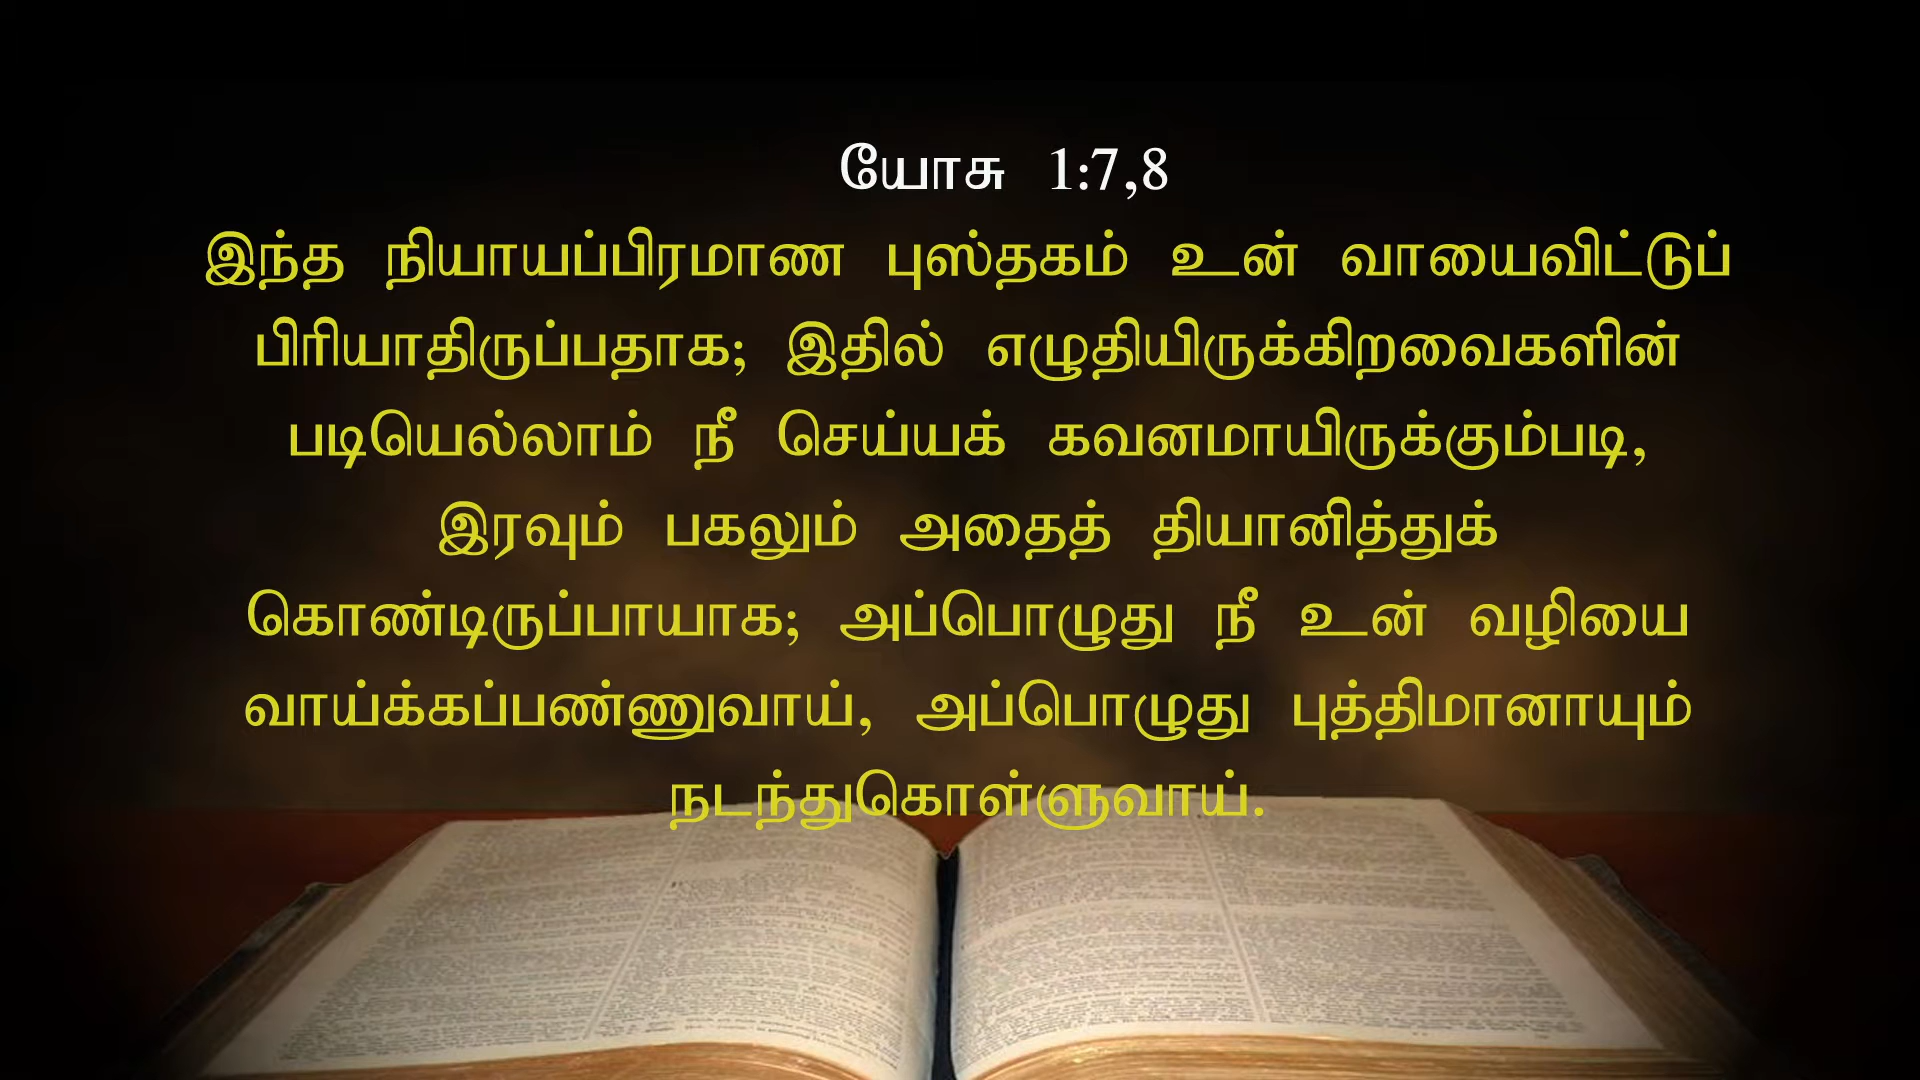 யோசு 1:7,8
இந்த நியாயப்பிரமாண புஸ்தகம் உன் வாயைவிட்டுப்
பிரியாதிருப்பதாக; இதில் எழுதியிருக்கிறவைகளின்
படியெல்லாம் நீ செய்யக் கவனமாயிருக்கும்படி,
இரவும் பகலும் அதைத் தியானித்துக்
கொண்டிருப்பாயாக; அப்பொழுது நீ உன் வழியை
வாய்க்கப்பண்ணுவாய், அப்பொழுது புத்திமானாயும்
நடந்துகொள்ளுவாய்.